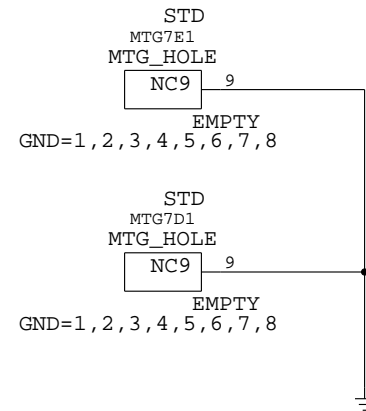 STD
MTG7E1
MTG_HOLE
NC9 9
EMPTY
GND=1,2,3,4,5,6,7,8
STD
MTG7D1
MTG_HOLE
NC9 9
EMPTY
GND=1,2,3,4,5,6,7,8